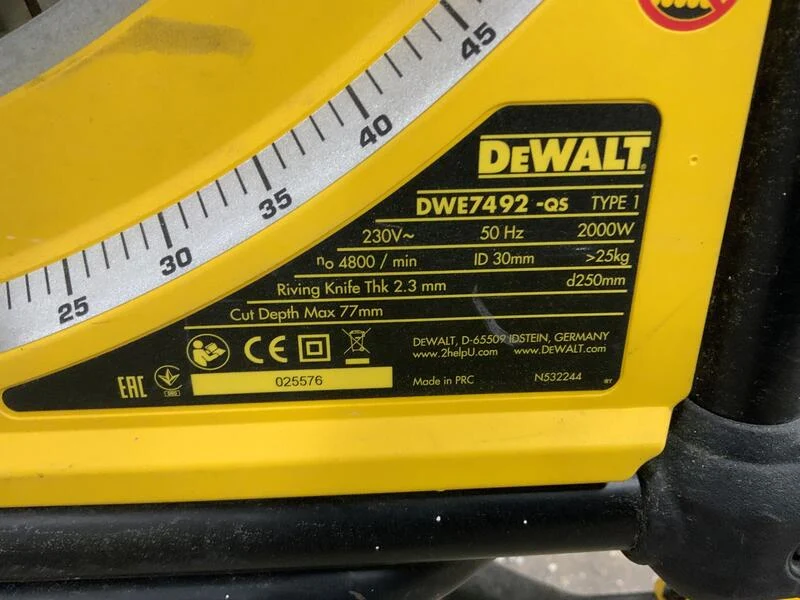 45
40
35
30
25
DEWALT
DWE7492 -QS TYPE 1
230V~ 50 Hz 2000W
n₀ 4800 / min ID 30mm >25kg
Riving Knife Thk 2.3 mm d250mm
Cut Depth Max 77mm
CE
DEWALT, D-65509 IDSTEIN, GERMANY
www.2helpU.com www.DEWALT.com
EAC
025576
Made in PRC N532244